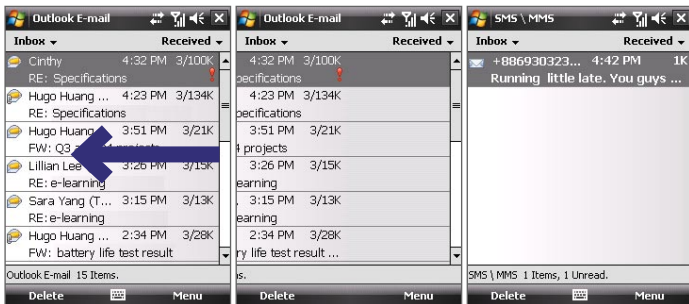 Outlook E-mail
Inbox Received
Cinthy 4:32 PM 3/100K
RE: Specifications
Hugo Huang ... 4:23 PM 3/134K
RE: Specifications
Hugo Huang 3:51 PM 3/21K
FW: Q3 projects
Lillian Lee 3:26 PM 3/15K
RE: e-learning
Sara Yang (T... 3:15 PM 3/13K
RE: e-learning
Hugo Huang ... 2:34 PM 3/28K
FW: battery life test result
Outlook E-mail 15 Items.
Delete Menu
Outlook E-mail
Inbox Received
4:32 PM 3/100K
pecifications
4:23 PM 3/134K
pecifications
3:51 PM 3/21K
4 projects
3:26 PM 3/15K
earning
. 3:15 PM 3/13K
earning
2:34 PM 3/28K
ry life test result ...
s.
Delete Menu
SMS \ MMS
Inbox Received
+886930323... 4:42 PM 1K
Running little late. You guys ...
SMS \ MMS 1 Items, 1 Unread.
Delete Menu